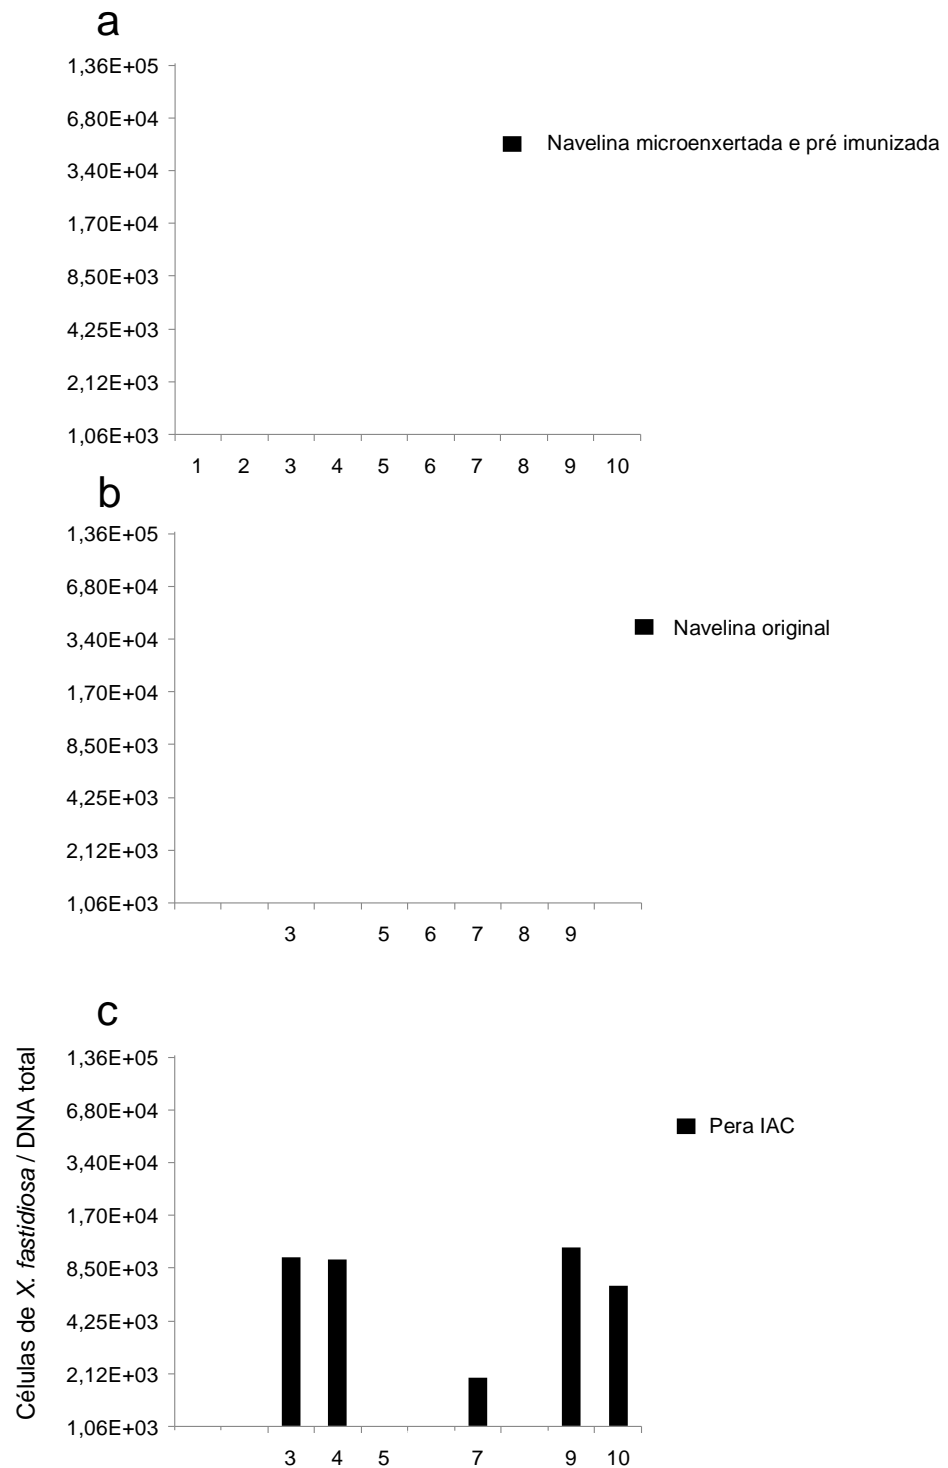 a
1,36E+05
6,80E+04
Navelina microenxertada e pré imunizada
3,40E+04
1,70E+04
8,50E+03
4,25E+03
2,12E+03
1,06E+03
1 2 3 4 5 6 7 8 9 10
b
1,36E+05
6,80E+04
Navelina original
3,40E+04
1,70E+04
8,50E+03
4,25E+03
2,12E+03
1,06E+03
3 5 6 7 8 9
c
Células de X. fastidiosa / DNA total
1,36E+05
6,80E+04
Pera IAC
3,40E+04
1,70E+04
8,50E+03
4,25E+03
2,12E+03
1,06E+03
3 4 5 7 9 10